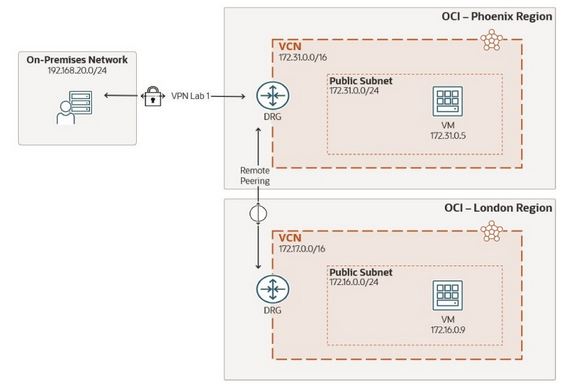 OCI – Phoenix Region
On-Premises Network
192.168.20.0/24
VPN Lab 1
DRG
VCN
172.31.0.0/16
Public Subnet
172.31.0.0/24
VM
172.31.0.5
Remote
Peering
OCI – London Region
VCN
172.17.0.0/16
Public Subnet
172.16.0.0/24
DRG
VM
172.16.0.9